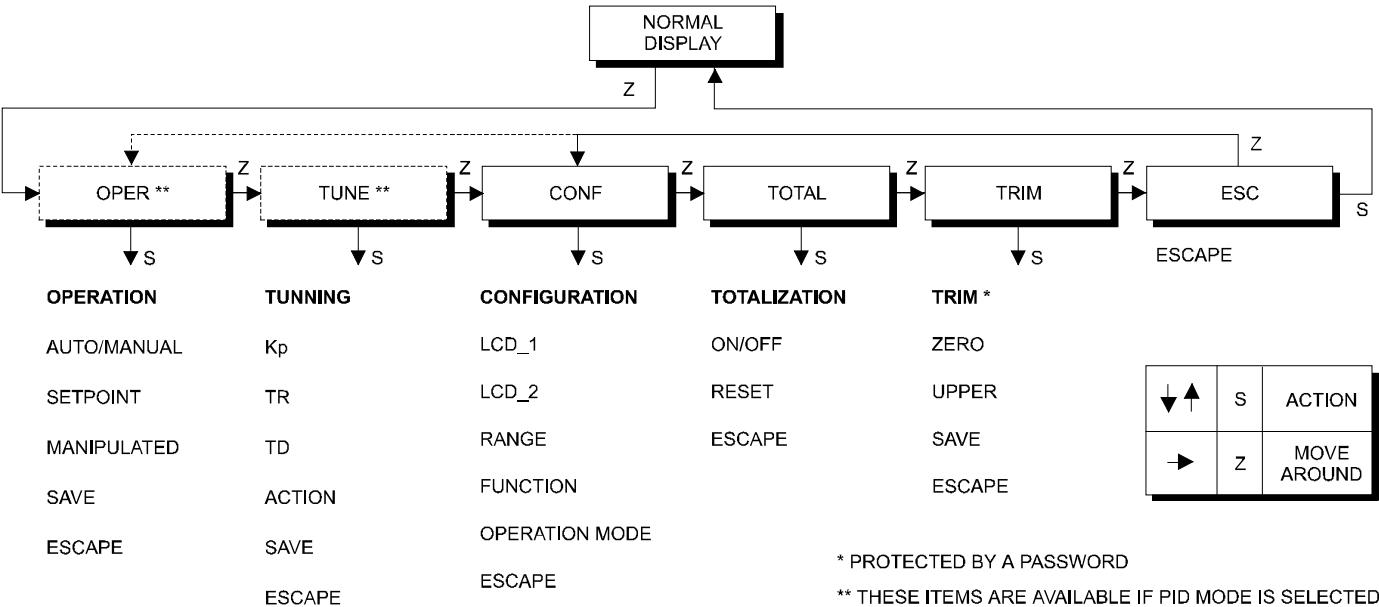 NORMAL
DISPLAY
Z
Z
S
OPER **
Z
TUNE **
Z
CONF
Z
TOTAL
Z
TRIM
Z
ESC
S
S
S
S
S
ESCAPE
OPERATION
AUTO/MANUAL
SETPOINT
MANIPULATED
SAVE
ESCAPE
TUNNING
Kp
TR
TD
ACTION
SAVE
ESCAPE
CONFIGURATION
LCD_1
LCD_2
RANGE
FUNCTION
OPERATION MODE
ESCAPE
TOTALIZATION
ON/OFF
RESET
ESCAPE
TRIM *
ZERO
UPPER
SAVE
ESCAPE
S ACTION
Z MOVE
AROUND
* PROTECTED BY A PASSWORD
** THESE ITEMS ARE AVAILABLE IF PID MODE IS SELECTED